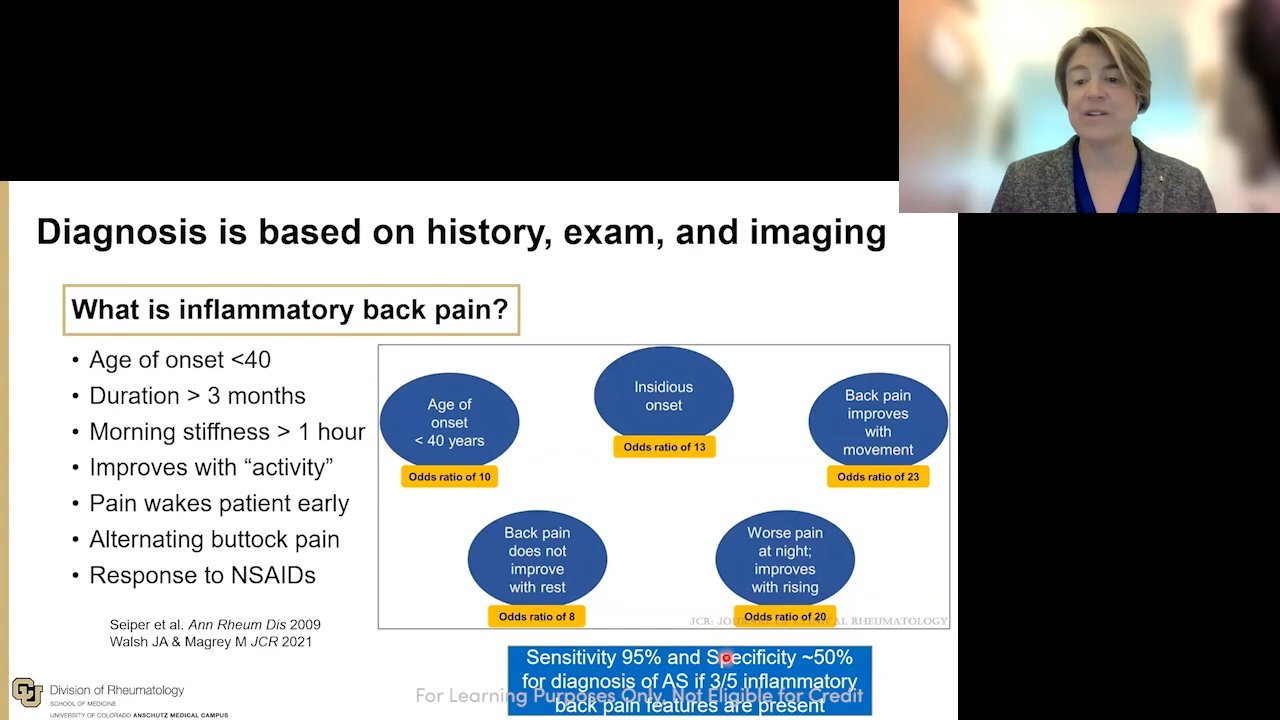 Diagnosis is based on history, exam, and imaging
What is inflammatory back pain?
• Age of onset <40
• Duration > 3 months
• Morning stiffness > 1 hour
• Improves with “activity”
• Pain wakes patient early
• Alternating buttock pain
• Response to NSAIDs
Seiper et al. Ann Rheum Dis 2009
Walsh JA & Magrey M JCR 2021
Age of
onset
< 40 years
Odds ratio of 10
Insidious
onset
Odds ratio of 13
Back pain
improves
with
movement
Odds ratio of 23
Back pain
does not
improve
with rest
Odds ratio of 8
Worse pain
at night;
improves
with rising
Odds ratio of 20
JCR: JOURNAL OF CLINICAL RHEUMATOLOGY
Sensitivity 95% and Specificity ~50%
for diagnosis of AS if 3/5 inflammatory
back pain features are present
For Learning Purposes Only, Not Eligible for Credit
CU
Division of Rheumatology
SCHOOL OF MEDICINE
UNIVERSITY OF COLORADO ANSCHUTZ MEDICAL CAMPUS